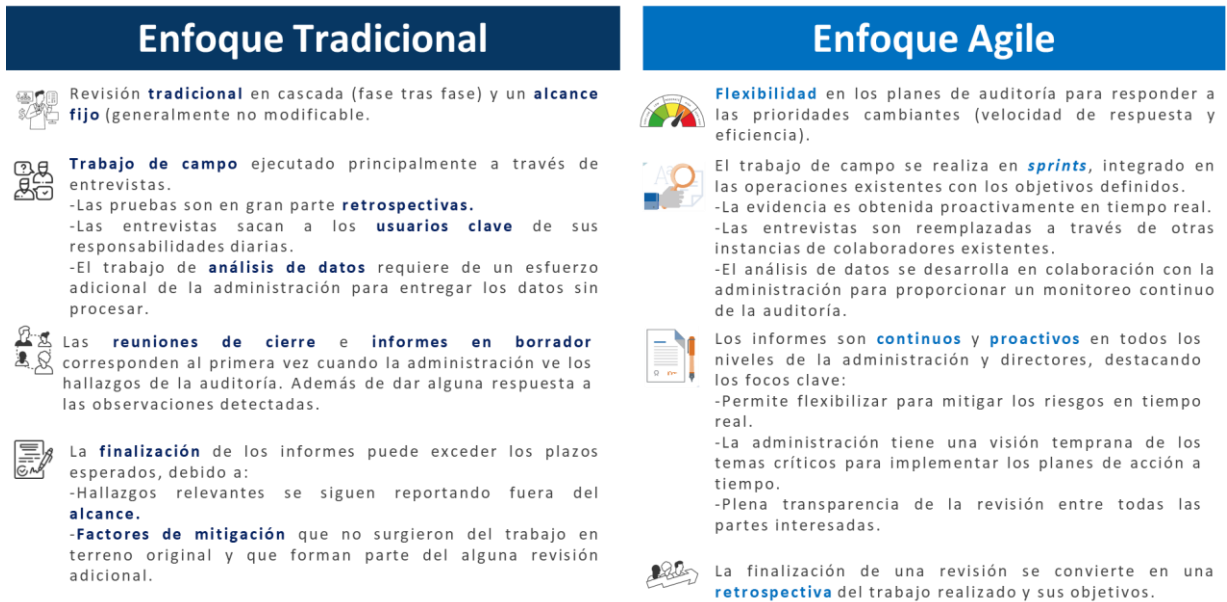 Enfoque Tradicional
Revisión tradicional en cascada (fase tras fase) y un alcance
fijo (generalmente no modificable.
Trabajo de campo ejecutado principalmente a través de
entrevistas.
-Las pruebas son en gran parte retrospectivas.
-Las entrevistas sacan a los usuarios clave de sus
responsabilidades diarias.
-El trabajo de análisis de datos requiere de un esfuerzo
adicional de la administración para entregar los datos sin
procesar.
Las reuniones de cierre e informes en borrador
corresponden al primera vez cuando la administración ve los
hallazgos de la auditoría. Además de dar alguna respuesta a
las observaciones detectadas.
La finalización de los informes puede exceder los plazos
esperados, debido a:
-Hallazgos relevantes se siguen reportando fuera del
alcance.
-Factores de mitigación que no surgieron del trabajo en
terreno original y que forman parte del alguna revisión
adicional.
Enfoque Agile
Flexibilidad en los planes de auditoría para responder a
las prioridades cambiantes (velocidad de respuesta y
eficiencia).
El trabajo de campo se realiza en sprints, integrado en
las operaciones existentes con los objetivos definidos.
-La evidencia es obtenida proactivamente en tiempo real.
-Las entrevistas son reemplazadas a través de otras
instancias de colaboradores existentes.
-El análisis de datos se desarrolla en colaboración con la
administración para proporcionar un monitoreo continuo
de la auditoría.
Los informes son continuos y proactivos en todos los
niveles de la administración y directores, destacando
los focos clave:
-Permite flexibilizar para mitigar los riesgos en tiempo
real.
-La administración tiene una visión temprana de los
temas críticos para implementar los planes de acción a
tiempo.
-Plena transparencia de la revisión entre todas las
partes interesadas.
La finalización de una revisión se convierte en una
retrospectiva del trabajo realizado y sus objetivos.